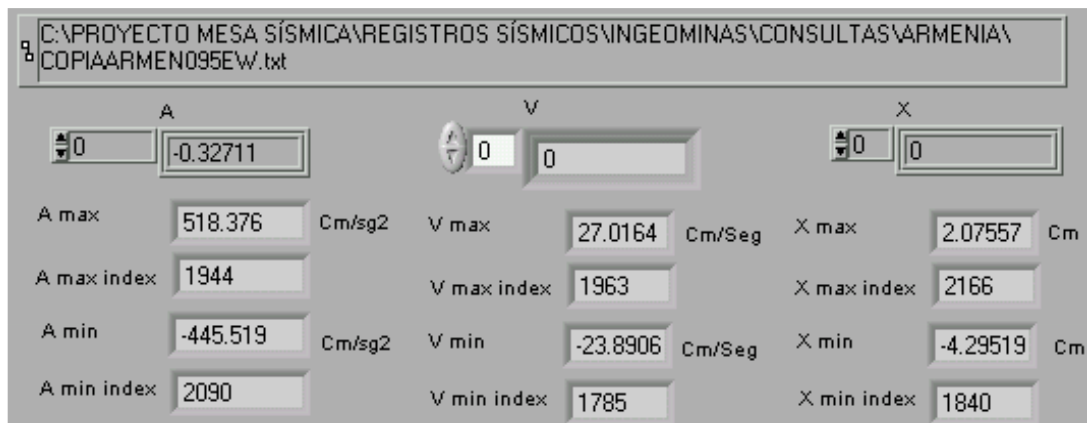 C:\PROYECTO MESA SÍSMICA\REGISTROS SÍSMICOS\INGEOMINAS\CONSULTAS\ARMENIA\
COPIAARMEN095EW.txt
A V X
0 -0.32711 0 0 0 0
A max 518.376 Cm/sg2 V max 27.0164 Cm/Seg X max 2.07557 Cm
A max index 1944 V max index 1963 X max index 2166
A min -445.519 Cm/sg2 V min -23.8906 Cm/Seg X min -4.29519 Cm
A min index 2090 V min index 1785 X min index 1840